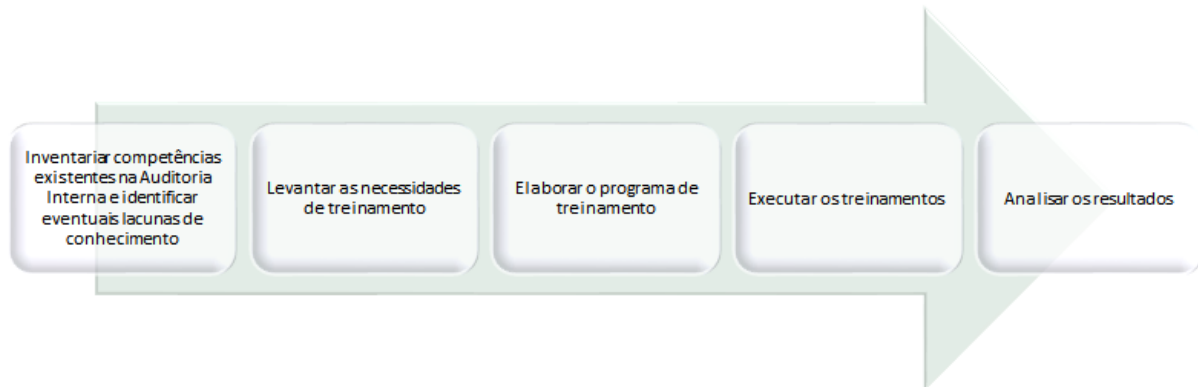 Inventariar competências
existentes na Auditoria
Interna e identificar
eventuais lacunas de
conhecimento
Levantar as necessidades
de treinamento
Elaborar o programa de
treinamento
Executar os treinamentos
Analisar os resultados